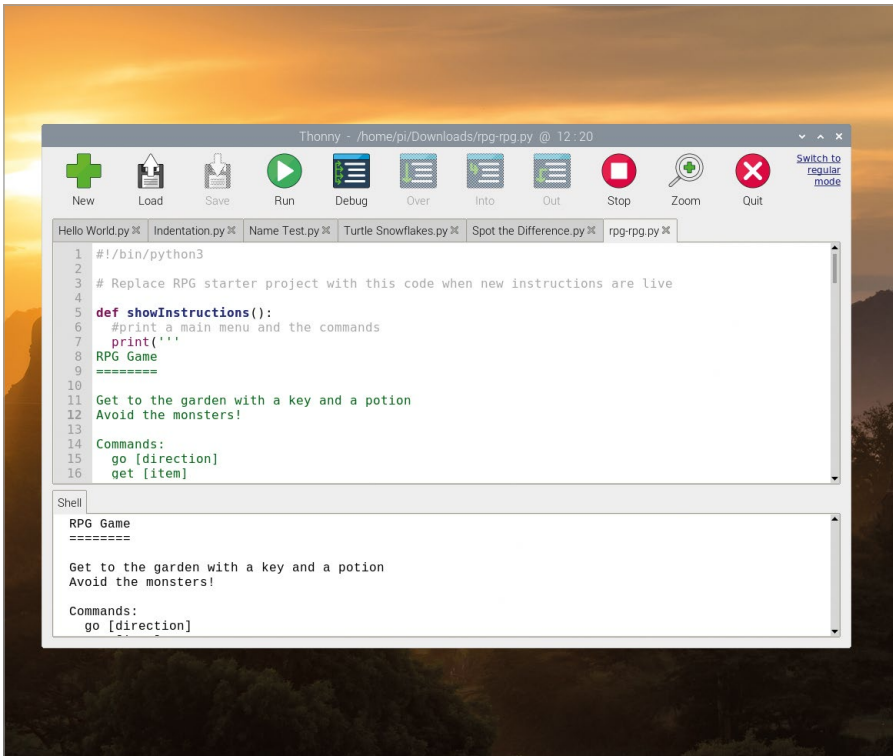 Thonny - /home/pi/Downloads/rpg-rpg.py @ 12:20
New Load Save Run Debug Over Into Out Stop Zoom Quit
Switch to
regular
mode
Hello World.py Indentation.py Name Test.py Turtle Snowflakes.py Spot the Difference.py rpg-rpg.py
1 #!/bin/python3
2
3 # Replace RPG starter project with this code when new instructions are live
4
5 def showInstructions():
6   #print a main menu and the commands
7   print('''
8 RPG Game
9 ========
10
11 Get to the garden with a key and a potion
12 Avoid the monsters!
13
14 Commands:
15   go [direction]
16   get [item]
Shell
RPG Game
========
Get to the garden with a key and a potion
Avoid the monsters!
Commands:
  go [direction]